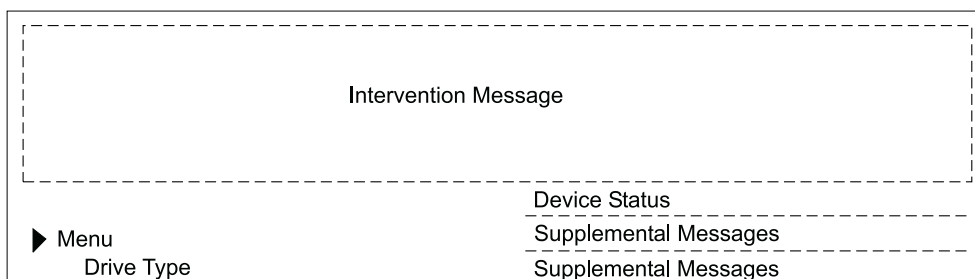 Intervention Message
Device Status
Menu
Supplemental Messages
Drive Type
Supplemental Messages